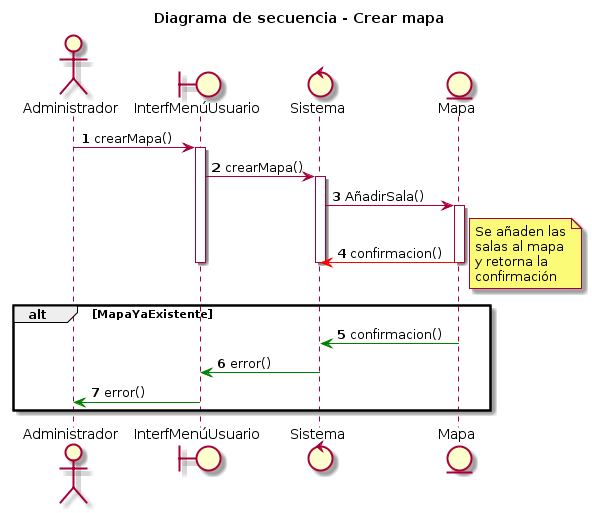 Diagrama de secuencia - Crear mapa
Administrador InterfMenúUsuario Sistema Mapa
1 crearMapa()
2 crearMapa()
3 AñadirSala()
Se añaden las
salas al mapa
y retorna la
confirmación
4 confirmacion()
alt [MapaYaExistente]
5 confirmacion()
6 error()
7 error()
Administrador InterfMenúUsuario Sistema Mapa